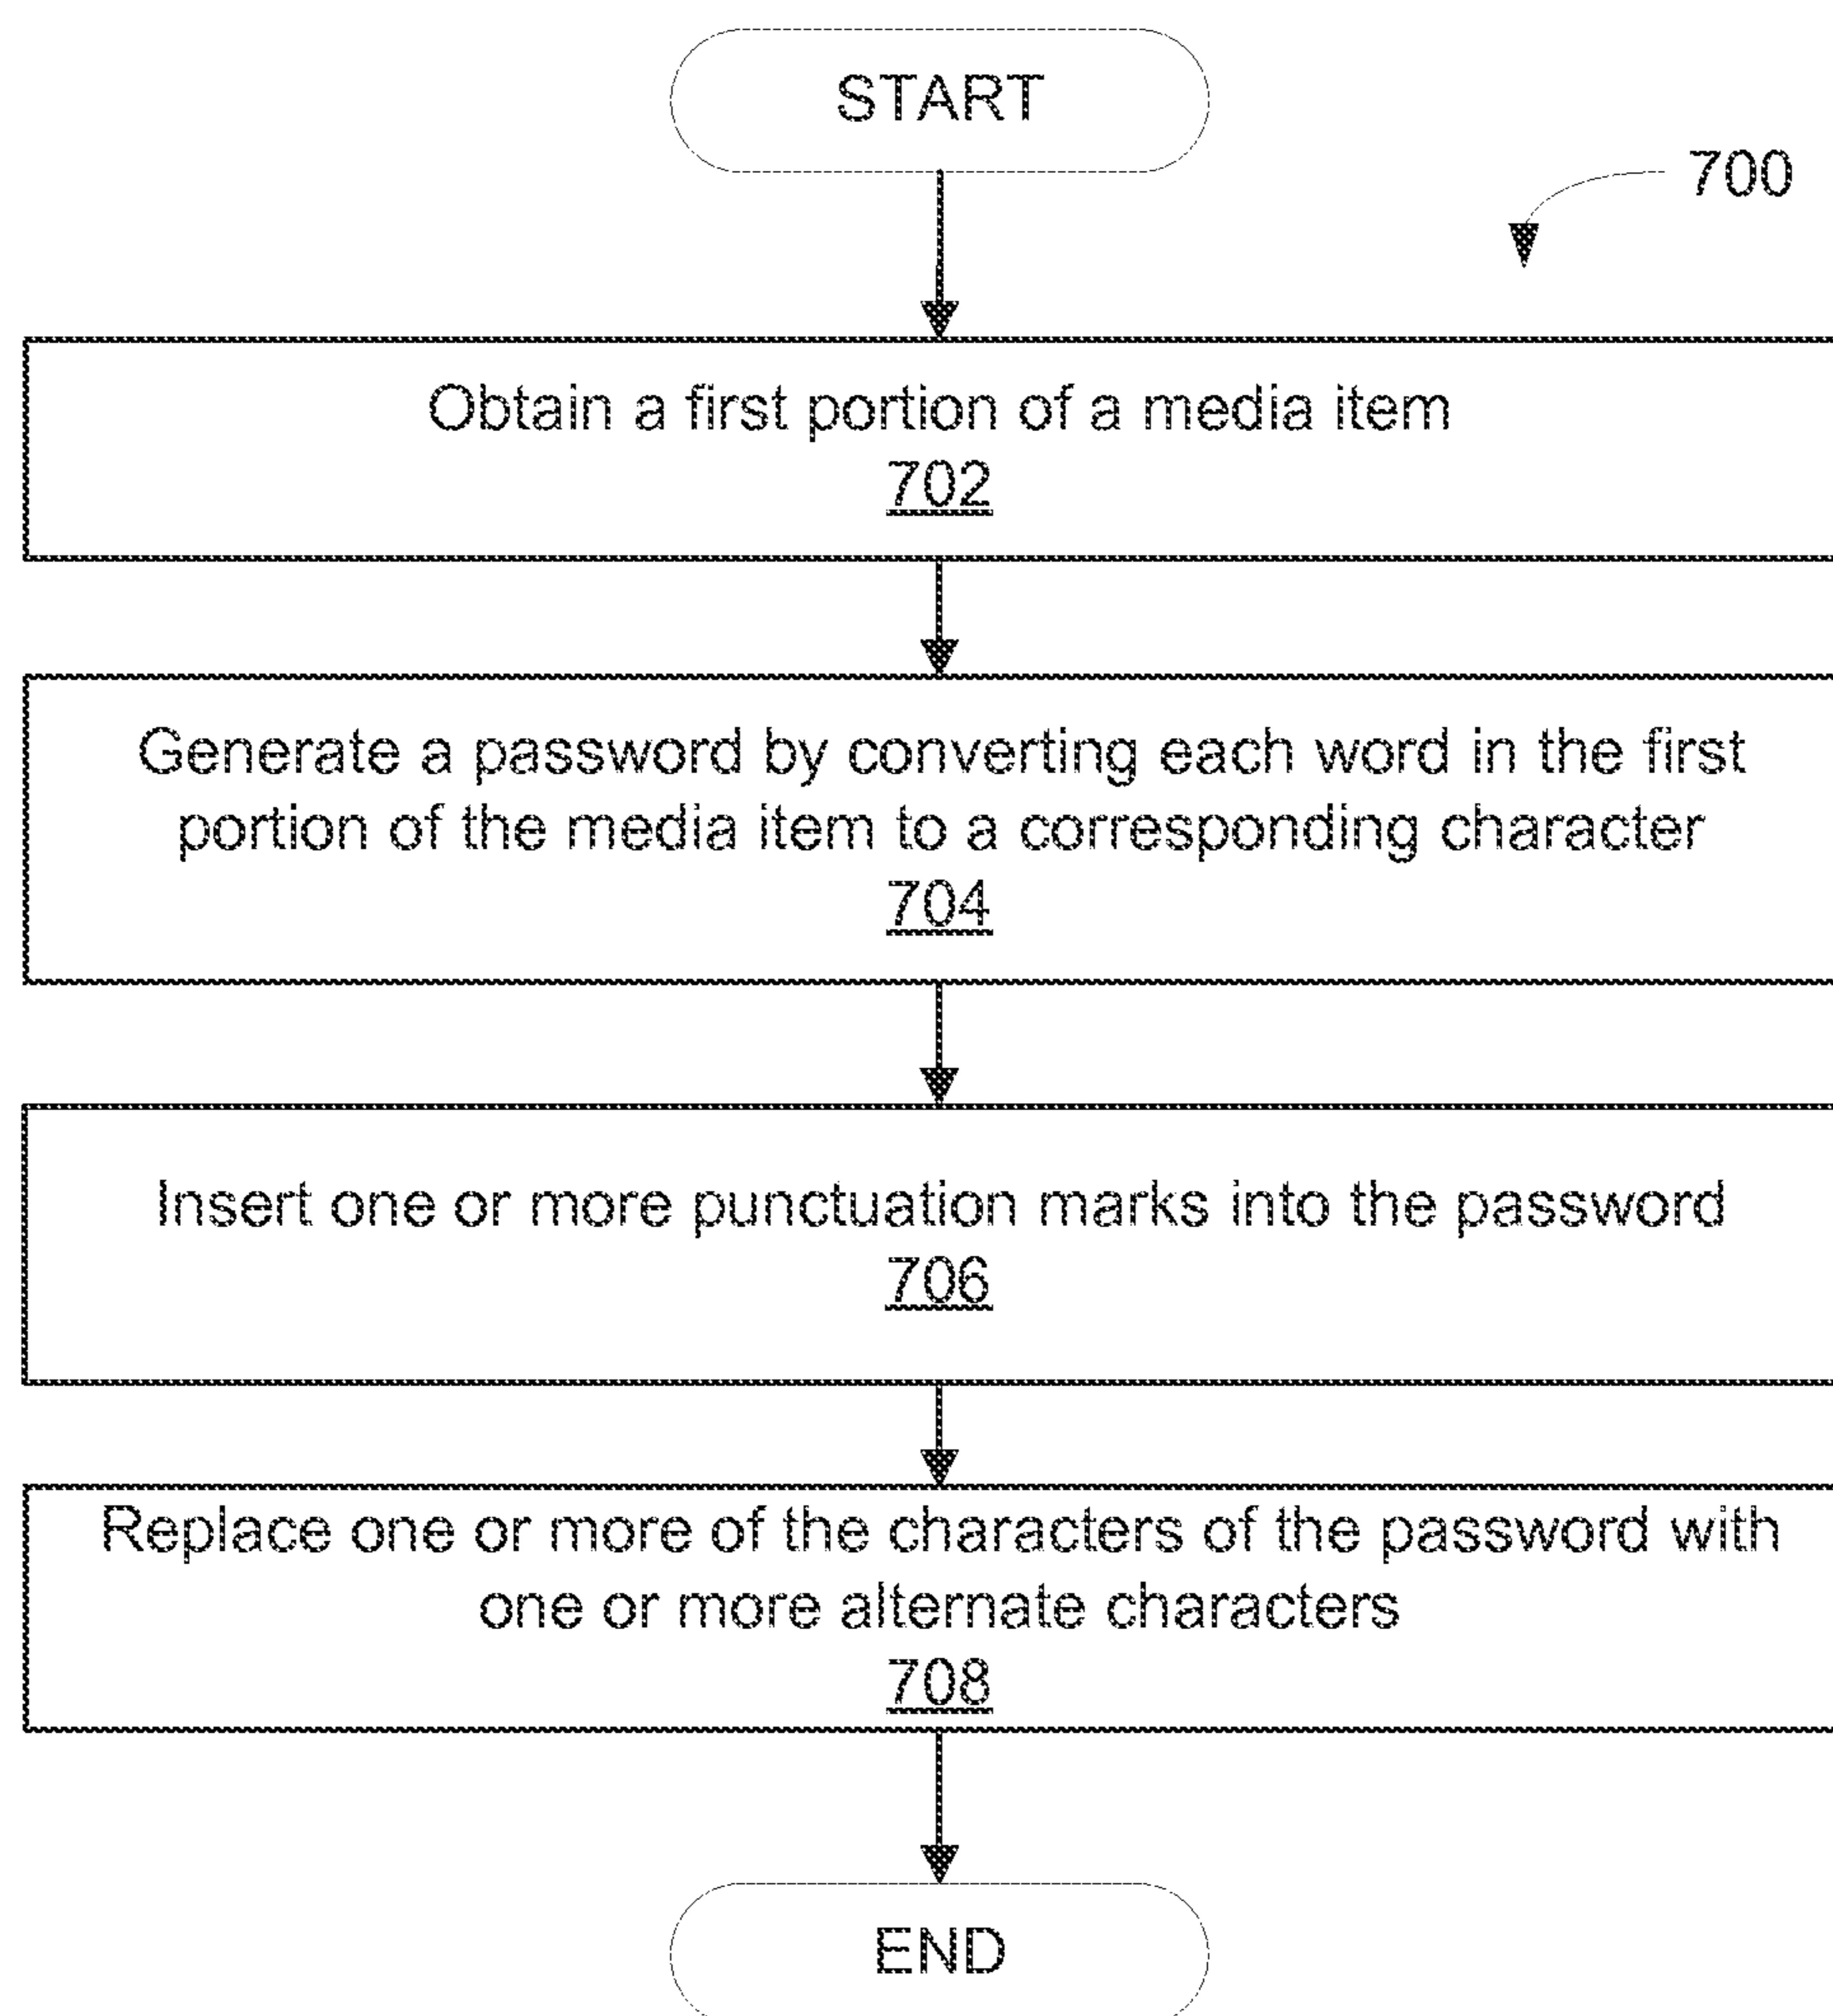 START
700
Obtain a first portion of a media item
702
Generate a password by converting each word in the first
portion of the media item to a corresponding character
704
Insert one or more punctuation marks into the password
706
Replace one or more of the characters of the password with
one or more alternate characters
708
END